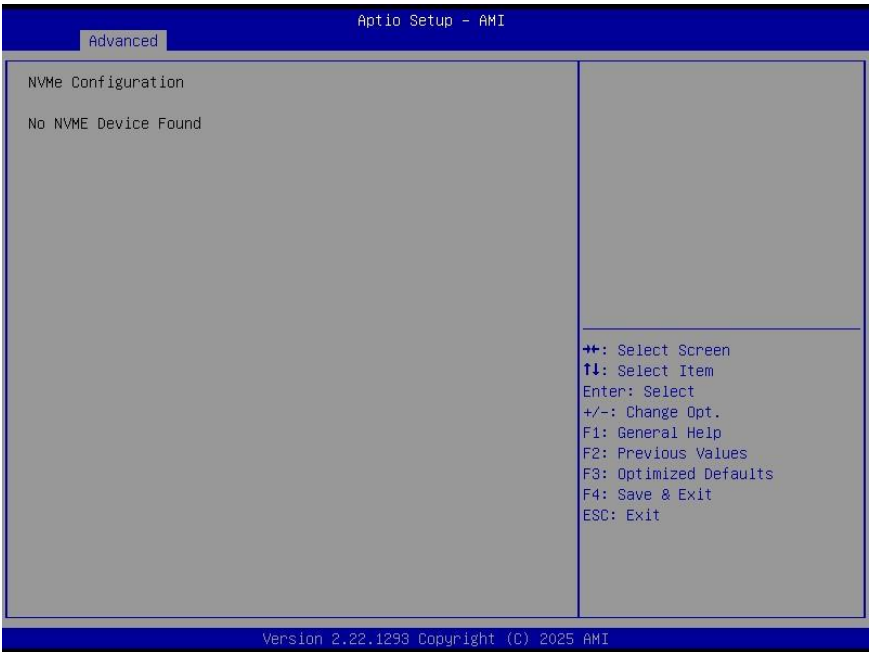 Aptio Setup - AMI
Advanced
NVMe Configuration
No NVME Device Found
→←: Select Screen
↑↓: Select Item
Enter: Select
+/-: Change Opt.
F1: General Help
F2: Previous Values
F3: Optimized Defaults
F4: Save & Exit
ESC: Exit
Version 2.22.1293 Copyright (C) 2025 AMI